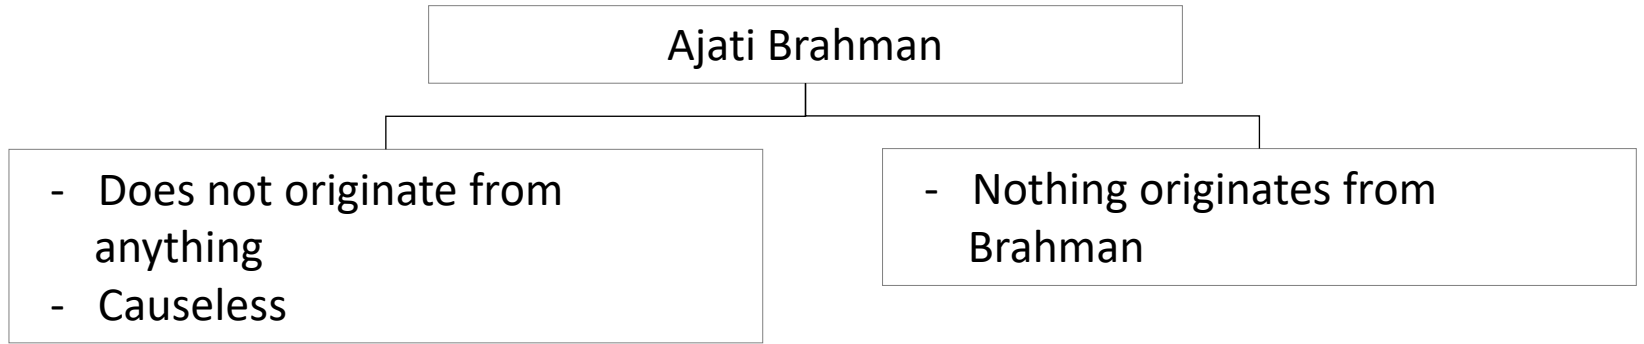 Ajati Brahman
- Does not originate from
anything
- Causeless
- Nothing originates from
Brahman